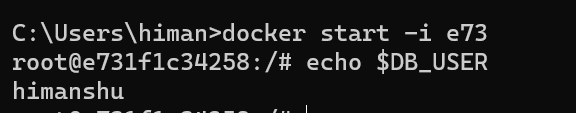 C:\Users\himan>docker start -i e73
root@e731f1c34258:/# echo $DB_USER
himanshu